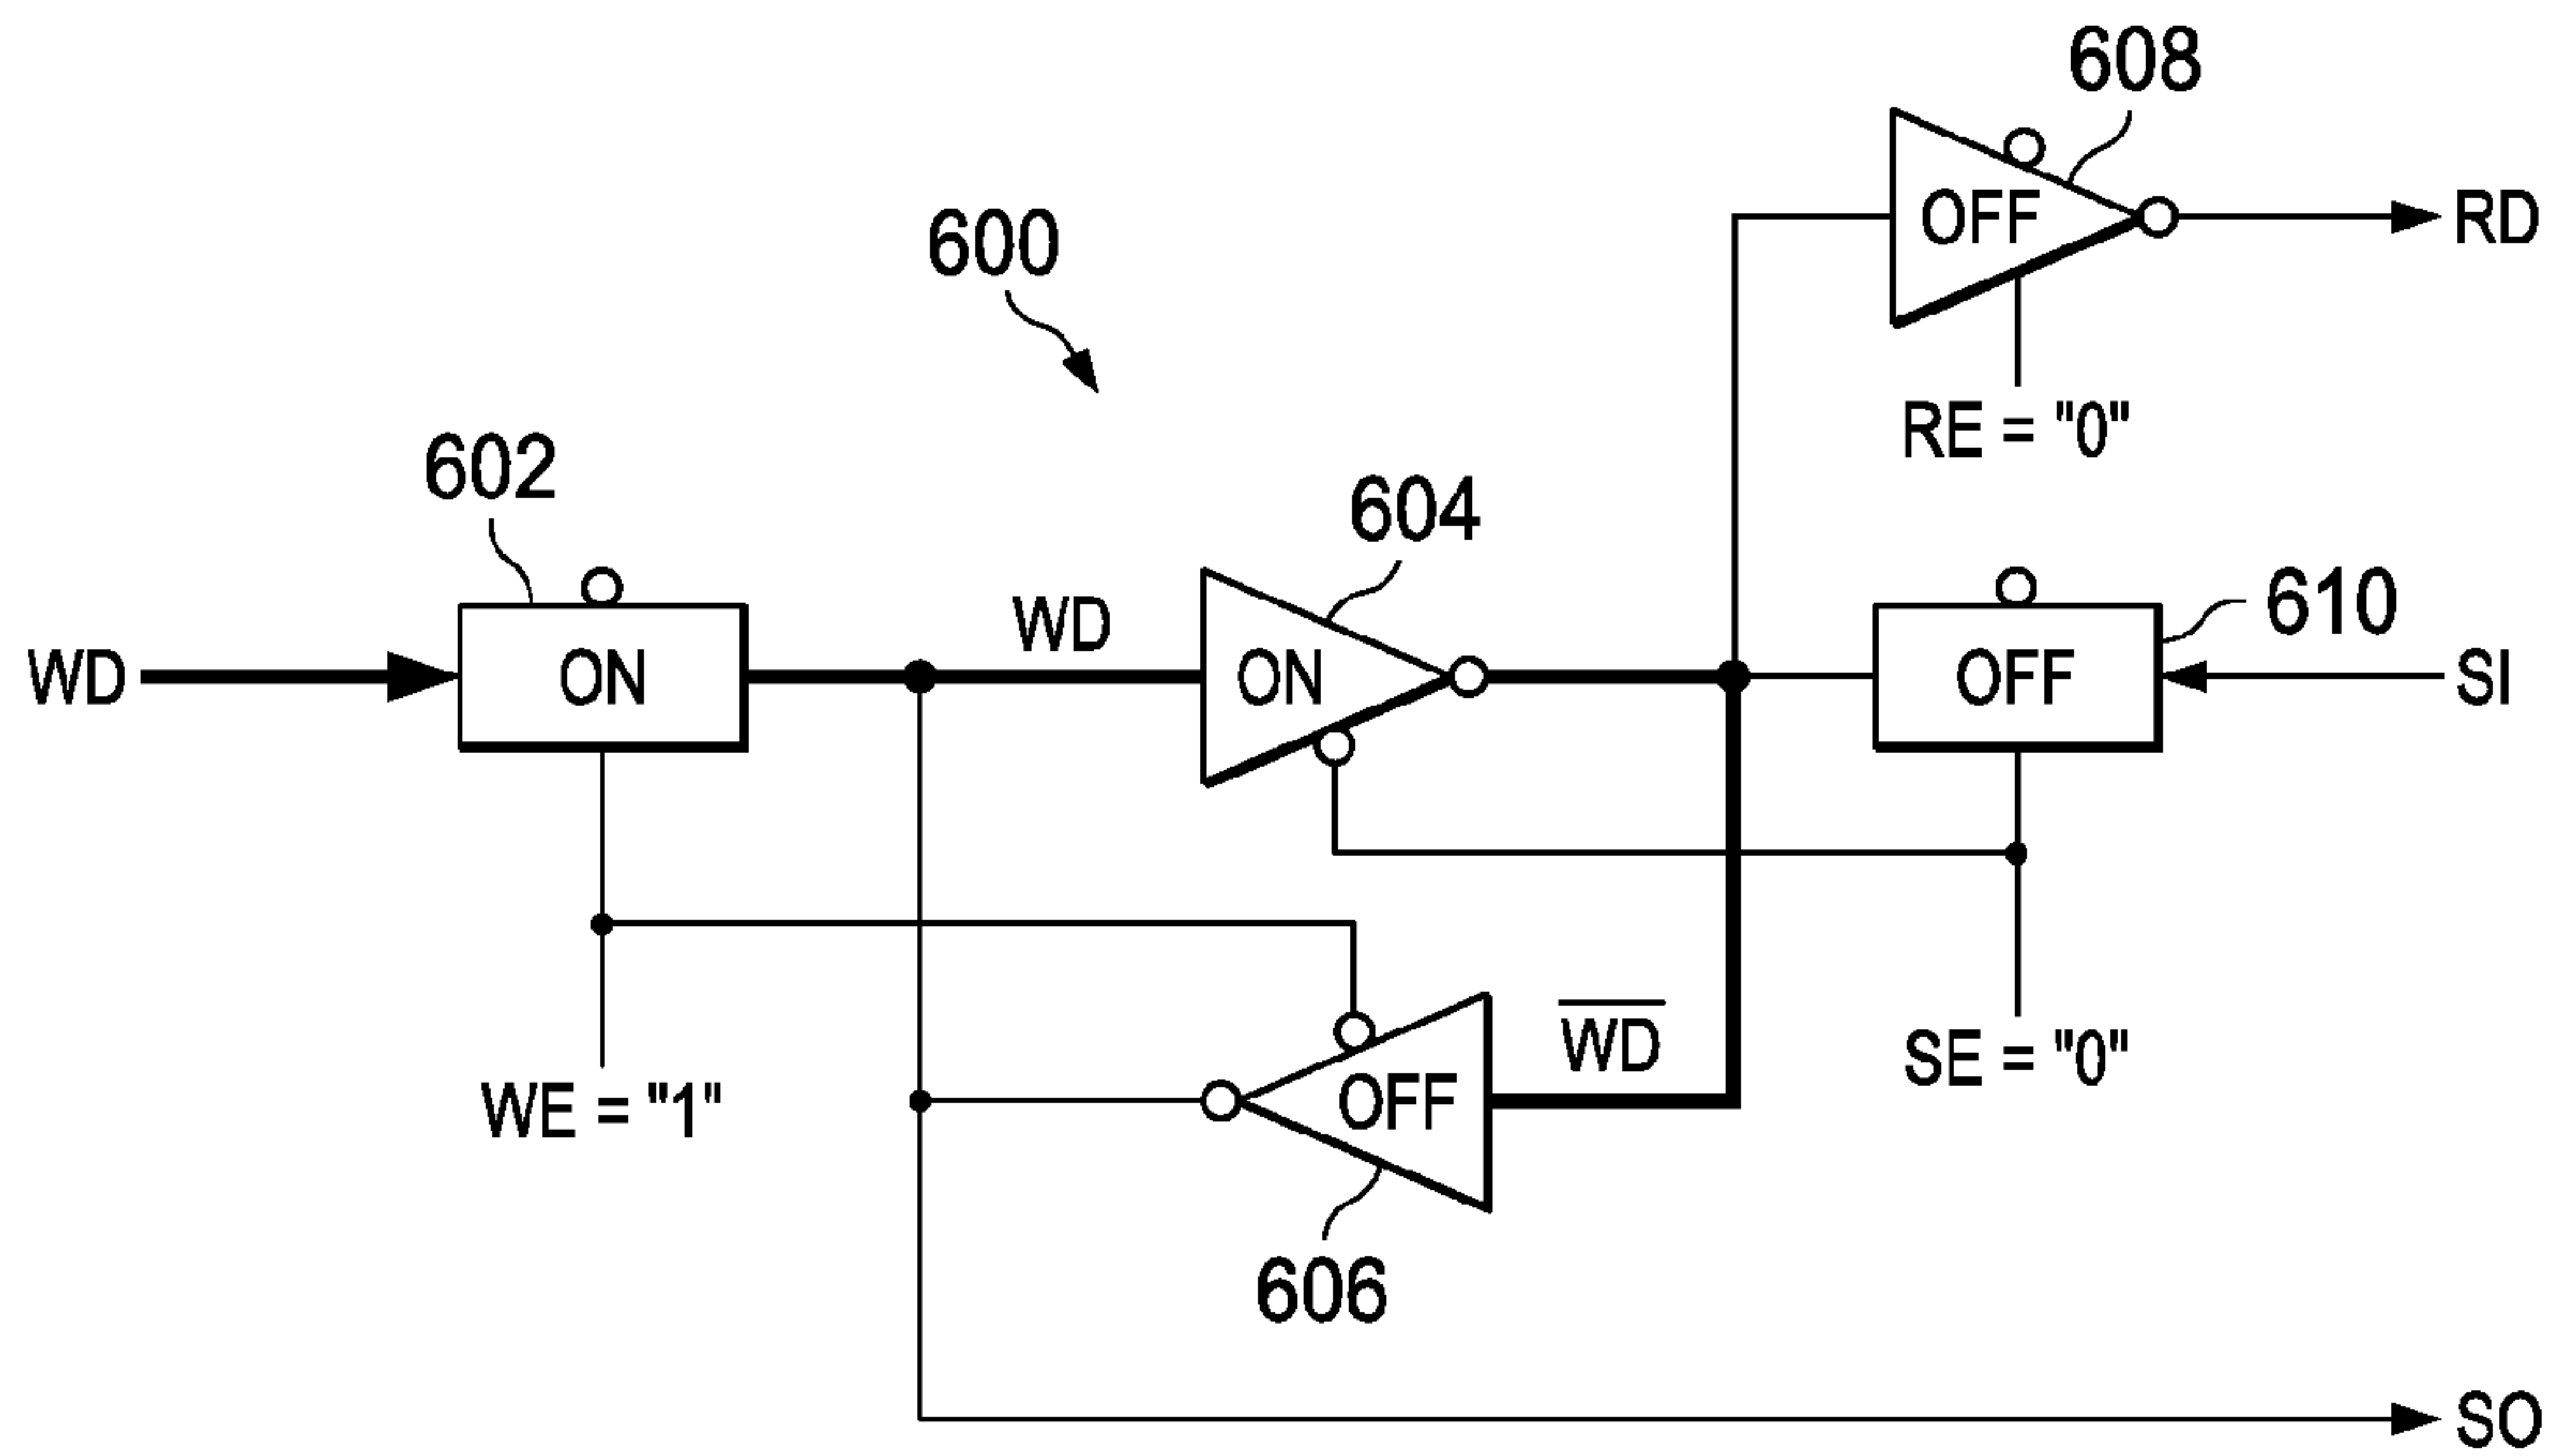 608
OFF
RD
600
RE = "0"
602
604
WD
610
WD
ON
ON
OFF
SI
WD
OFF
SE = "0"
WE = "1"
606
SO